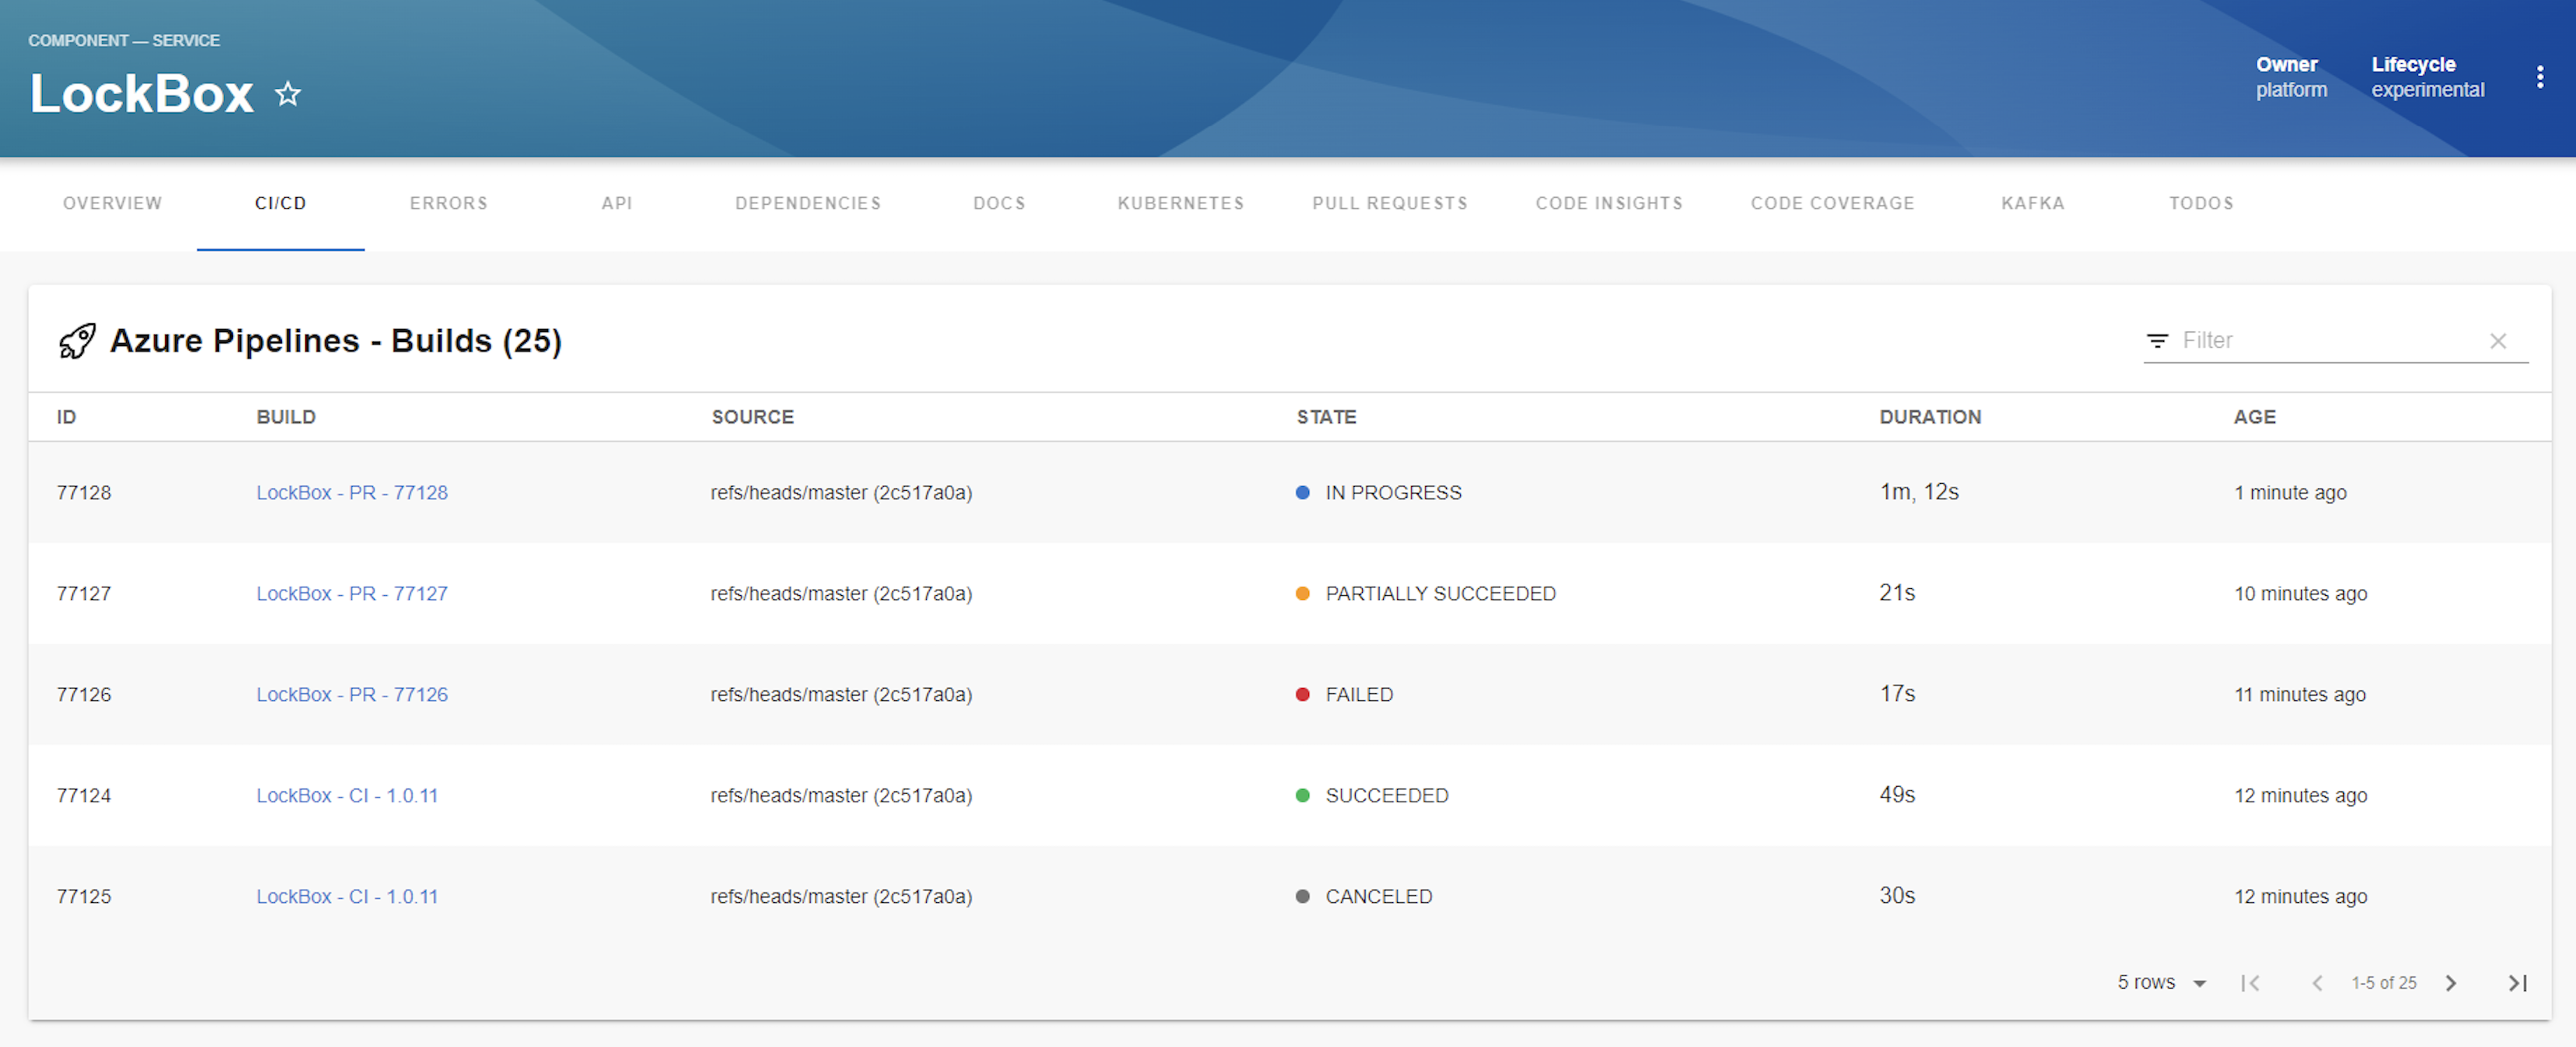 COMPONENT — SERVICE
LockBox
Owner
platform
Lifecycle
experimental
OVERVIEW CI/CD ERRORS API DEPENDENCIES DOCS KUBERNETES PULL REQUESTS CODE INSIGHTS CODE COVERAGE KAFKA TODOS
Azure Pipelines - Builds (25)
Filter
ID BUILD SOURCE STATE DURATION AGE
77128 LockBox - PR - 77128 refs/heads/master (2c517a0a) IN PROGRESS 1m, 12s 1 minute ago
77127 LockBox - PR - 77127 refs/heads/master (2c517a0a) PARTIALLY SUCCEEDED 21s 10 minutes ago
77126 LockBox - PR - 77126 refs/heads/master (2c517a0a) FAILED 17s 11 minutes ago
77124 LockBox - CI - 1.0.11 refs/heads/master (2c517a0a) SUCCEEDED 49s 12 minutes ago
77125 LockBox - CI - 1.0.11 refs/heads/master (2c517a0a) CANCELED 30s 12 minutes ago
5 rows 1-5 of 25